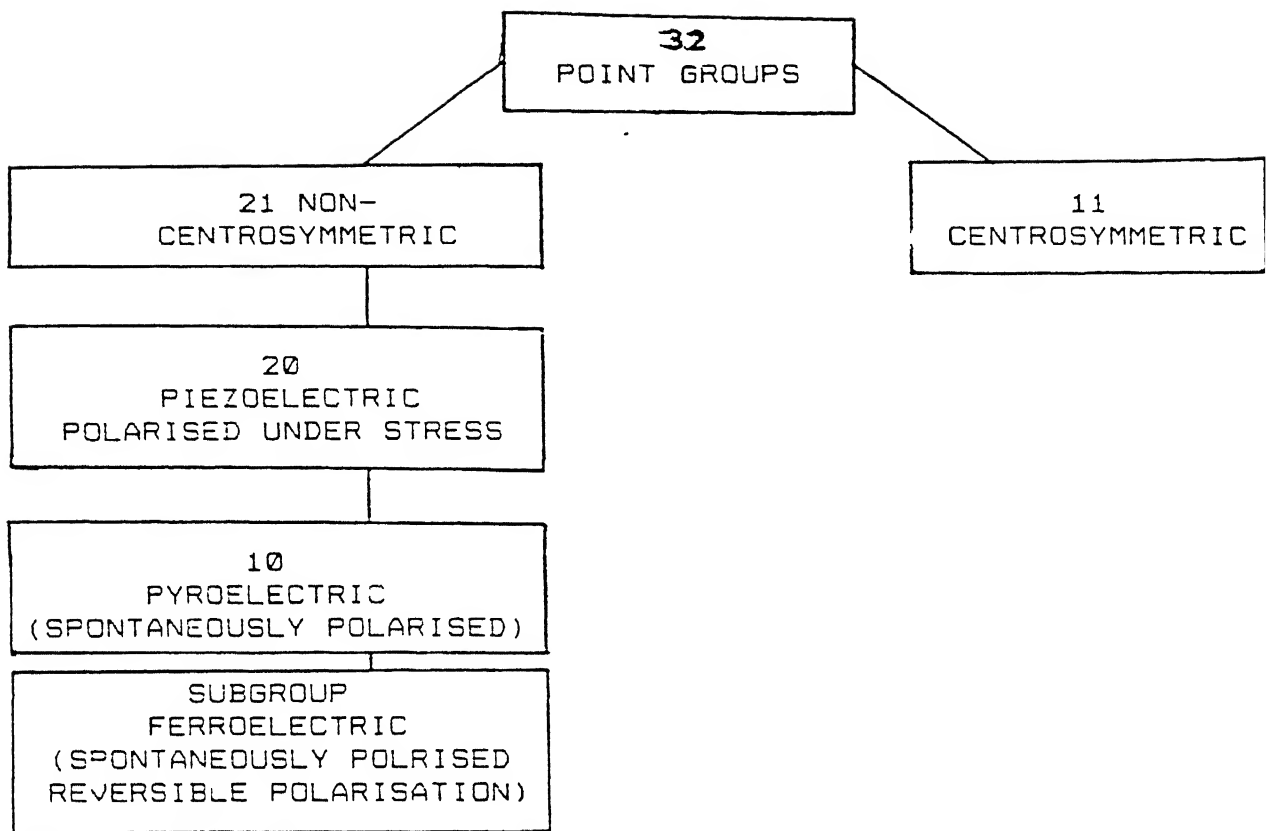 32
POINT GROUPS
21 NON-
CENTROSYMMETRIC
11
CENTROSYMMETRIC
20
PIEZOELECTRIC
POLARISED UNDER STRESS
10
PYROELECTRIC
(SPONTANEOUSLY POLARISED)
SUBGROUP
FERROELECTRIC
(SPONTANEOUSLY POLRISED
REVERSIBLE POLARISATION)